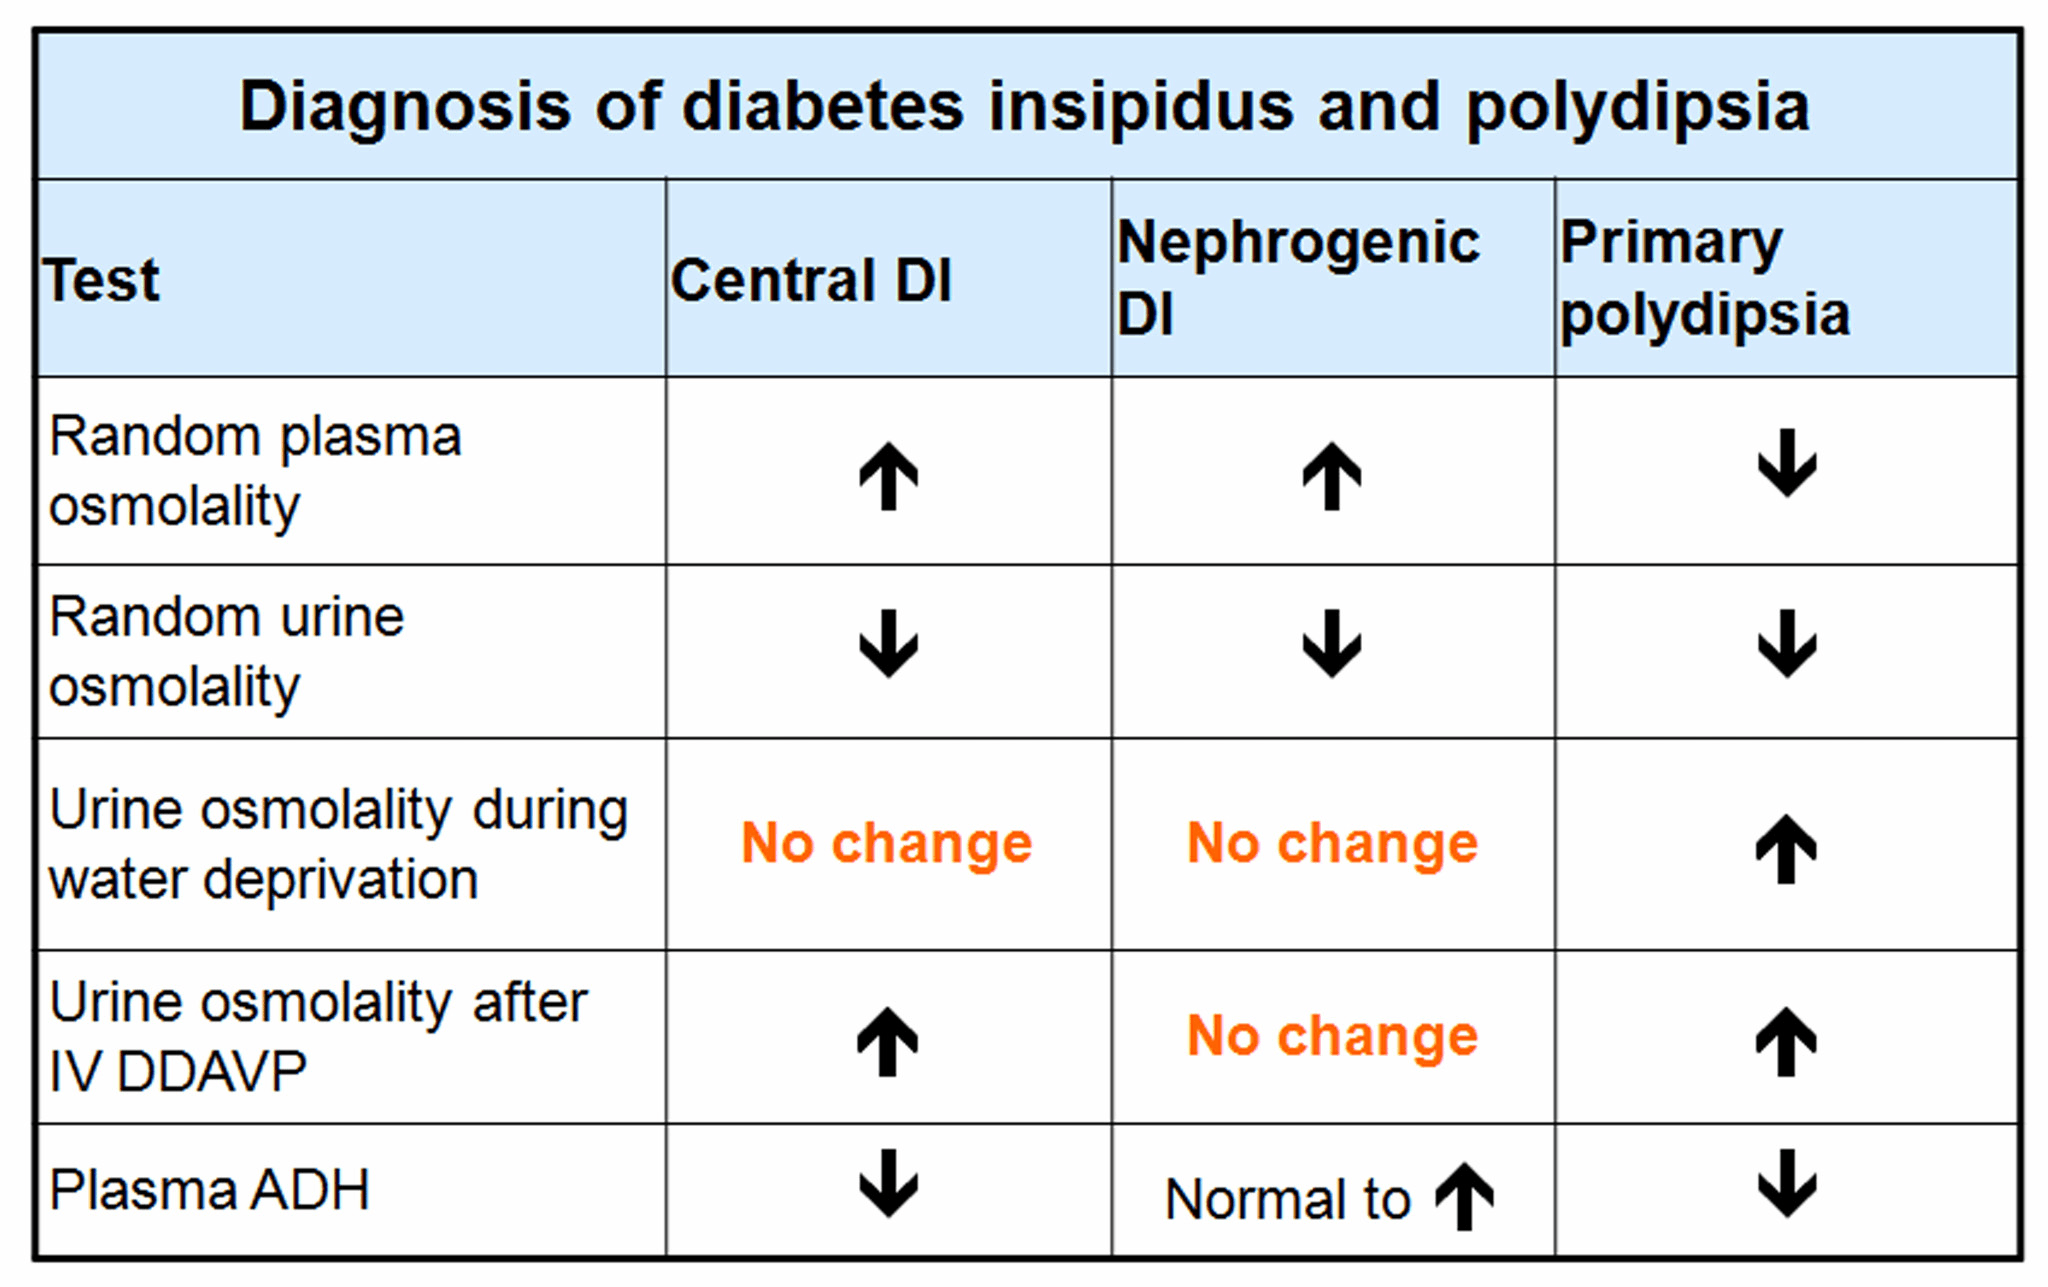 Diagnosis of diabetes insipidus and polydipsia
Test
Central DI
Nephrogenic
DI
Primary
polydipsia
Random plasma
osmolality
↑
↑
↓
Random urine
osmolality
↓
↓
↓
Urine osmolality during
water deprivation
No change
No change
↑
Urine osmolality after
IV DDAVP
↑
No change
↑
Plasma ADH
↓
Normal to ↑
↓